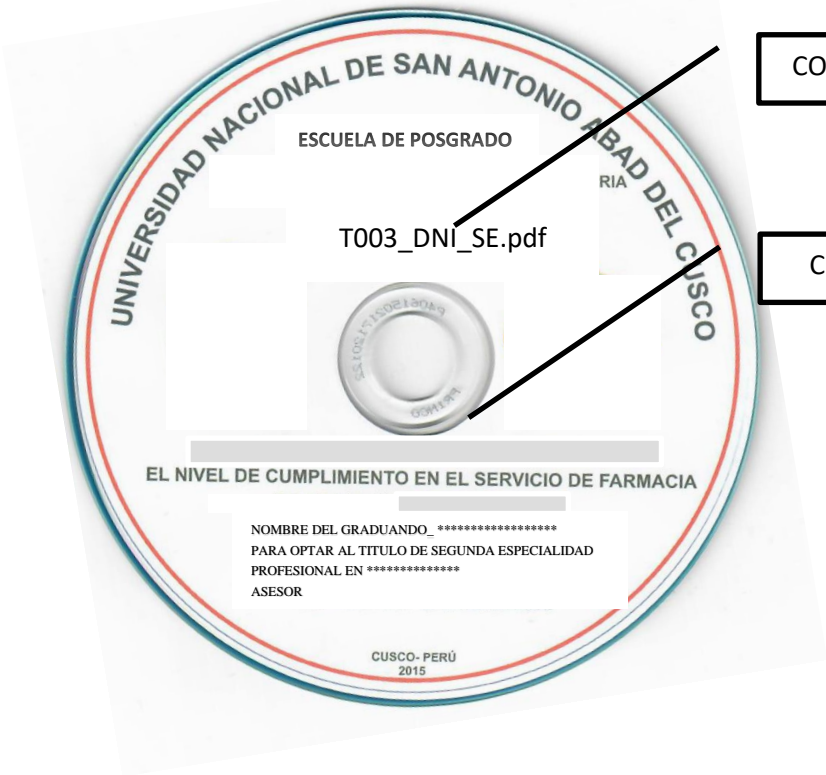 UNIVERSIDAD NACIONAL DE SAN ANTONIO ABAD DEL CUSCO
CO
ESCUELA DE POSGRADO
RIA
T003_DNI_SE.pdf
C
P4061502171120122
PRINCO
EL NIVEL DE CUMPLIMIENTO EN EL SERVICIO DE FARMACIA
NOMBRE DEL GRADUANDO_ ******************
PARA OPTAR AL TITULO DE SEGUNDA ESPECIALIDAD
PROFESIONAL EN **************
ASESOR
CUSCO- PERÚ
2015